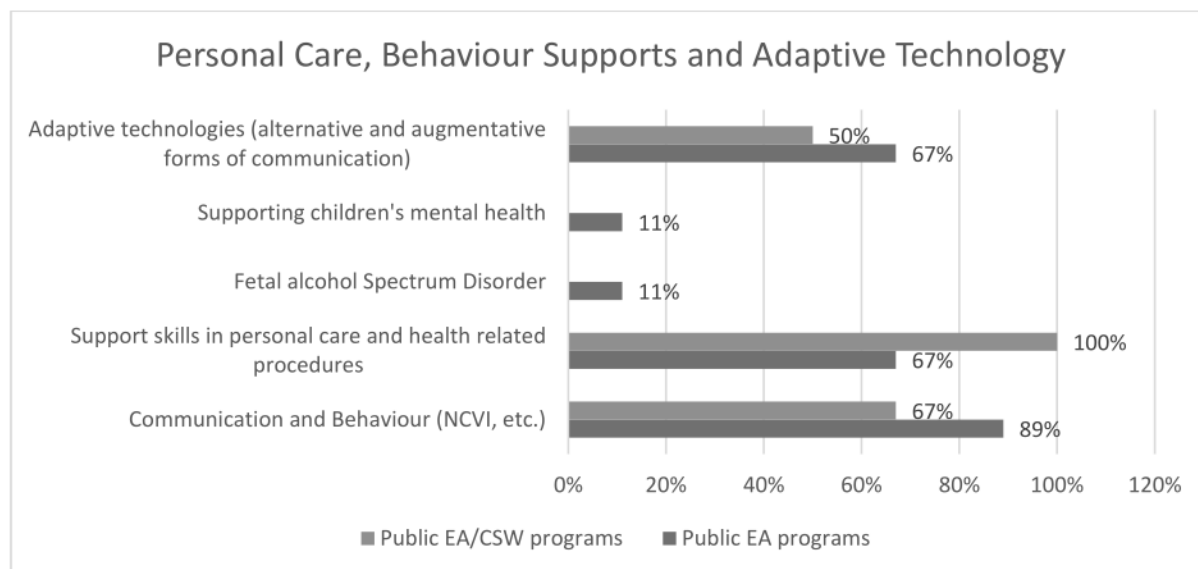 Personal Care, Behaviour Supports and Adaptive Technology
Adaptive technologies (alternative and augmentative
forms of communication)
50%
67%
Supporting children's mental health
11%
Fetal alcohol Spectrum Disorder
11%
Support skills in personal care and health related
procedures
100%
67%
Communication and Behaviour (NCVI, etc.)
67%
89%
0% 20% 40% 60% 80% 100% 120%
Public EA/CSW programs Public EA programs